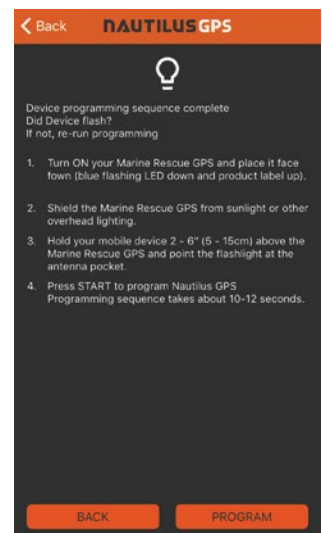 Back NAUTILUS GPS
Device programming sequence complete
Did Device flash?
If not, re-run programming
1. Turn ON your Marine Rescue GPS and place it face
fown (blue flashing LED down and product label up).
2. Shield the Marine Rescue GPS from sunlight or other
overhead lighting.
3. Hold your mobile device 2 - 6" (5 - 15cm) above the
Marine Rescue GPS and point the flashlight at the
antenna pocket.
4. Press START to program Nautilus GPS
Programming sequence takes about 10-12 seconds.
BACK PROGRAM